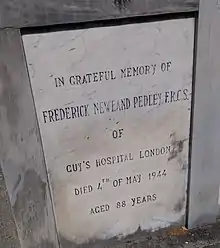 IN GRATEFUL MEMORY OF
FREDERICK NEWLAND PEDLEY F.R.C.S.
OF
GUY'S HOSPITAL LONDON
DIED 4TH OF MAY 1944
AGED 88 YEARS